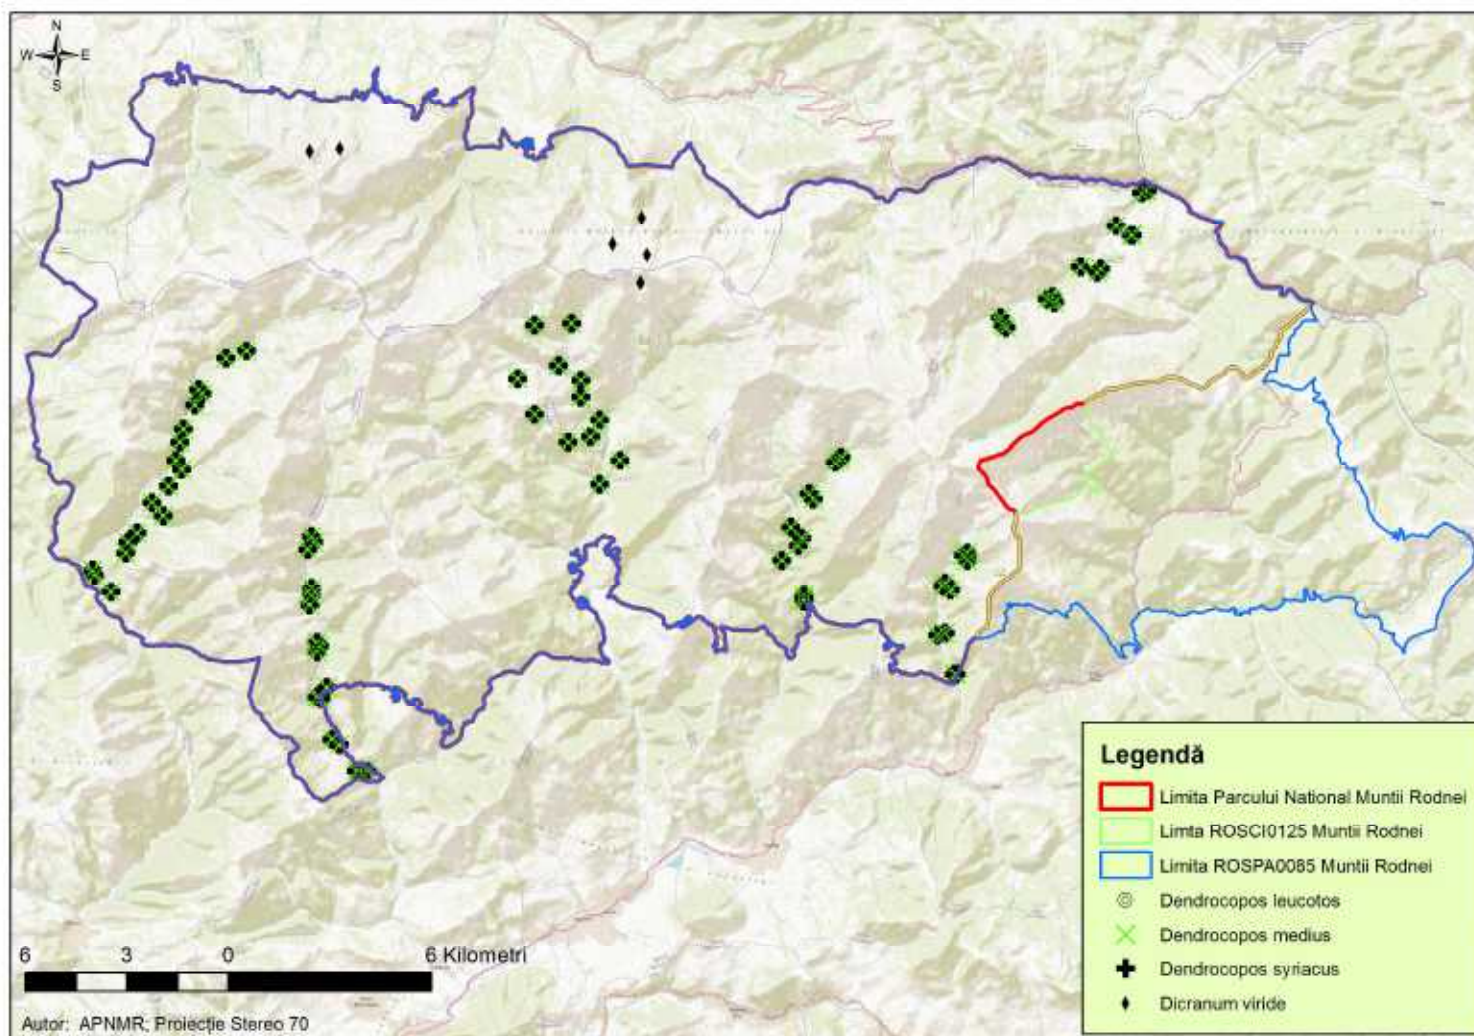 N
W E
S
Legendă
Limita Parcului National Muntii Rodnei
Limta ROSCI0125 Muntii Rodnei
Limita ROSPA0085 Muntii Rodnei
Dendrocopos leucotos
Dendrocopos medius
Dendrocopos syriacus
Dicranum viride
6 3 0 6 Kilometri
Autor: APNMR; Proiecție Stereo 70